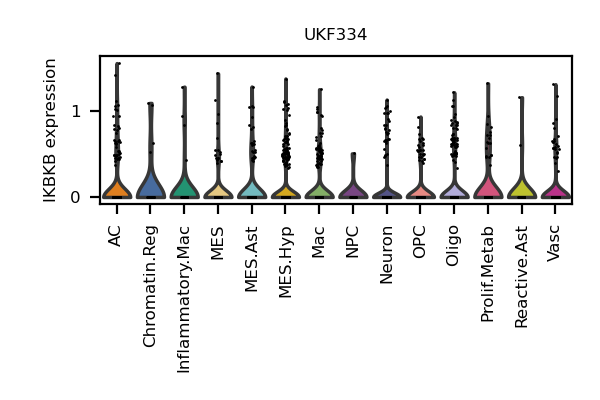 UKF334
IKBKB expression
1
0
AC
Chromatin.Reg
Inflammatory.Mac
MES
MES.Ast
MES.Hyp
Mac
NPC
Neuron
OPC
Oligo
Prolif.Metab
Reactive.Ast
Vasc